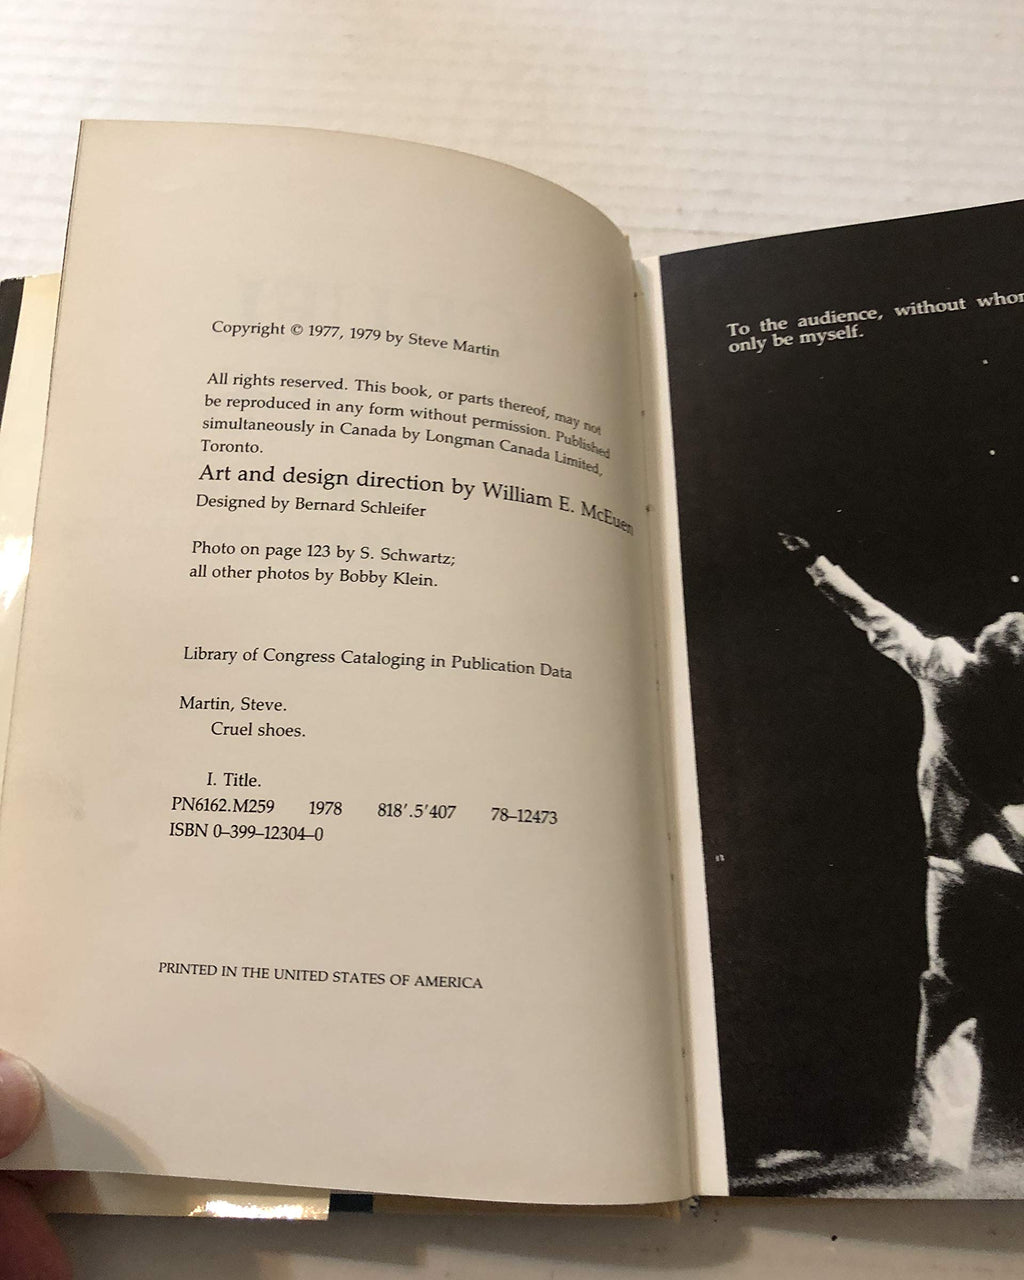 Copyright © 1977, 1979 by Steve Martin
All rights reserved. This book, or parts thereof, may not
be reproduced in any form without permission. Published
simultaneously in Canada by Longman Canada Limited,
Toronto.
Art and design direction by William E. McEuen
Designed by Bernard Schleifer
Photo on page 123 by S. Schwartz;
all other photos by Bobby Klein.
Library of Congress Cataloging in Publication Data
Martin, Steve.
Cruel shoes.
I. Title.
PN6162.M259 1978 818'.5'407 78–12473
ISBN 0–399–12304–0
PRINTED IN THE UNITED STATES OF AMERICA
To the audience, without whom
only be myself.